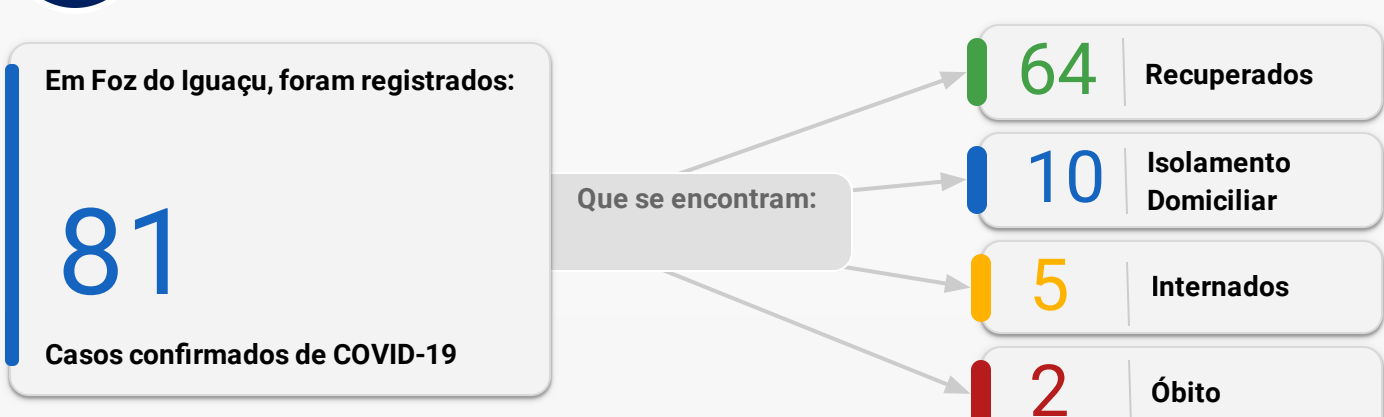 Em Foz do Iguaçu, foram registrados:
81
Casos confirmados de COVID-19
Que se encontram:
64 Recuperados
10 Isolamento
Domiciliar
5 Internados
2 Óbito